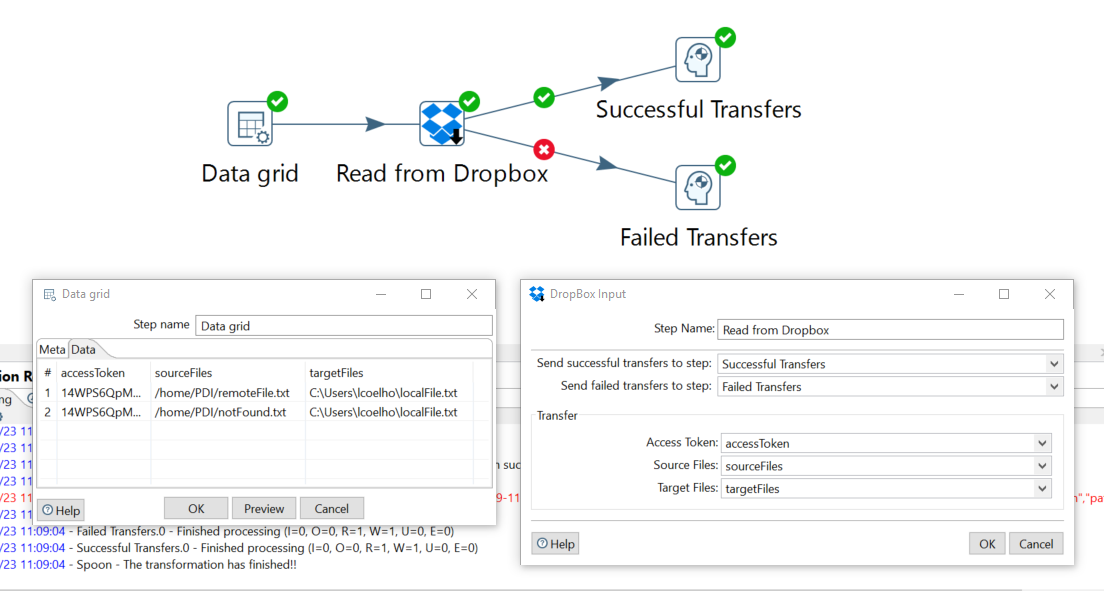 Successful Transfers
Data grid
Read from Dropbox
Failed Transfers
Data grid
Step name Data grid
Meta Data
# accessToken sourceFiles targetFiles
1 14WPS6QpM... /home/PDI/remoteFile.txt C:\Users\lcoelho\localFile.txt
2 14WPS6QpM... /home/PDI/notFound.txt C:\Users\lcoelho\localFile.txt
Help OK Preview Cancel
DropBox Input
Step Name: Read from Dropbox
Send successful transfers to step: Successful Transfers
Send failed transfers to step: Failed Transfers
Transfer
Access Token: accessToken
Source Files: sourceFiles
Target Files: targetFiles
Help OK Cancel
ion R
ng
/23 11
/23 11
/23 11 n suc
/23 11
/23 11 9-11 n","pa
/23 11
/23 11:09:04 - Failed Transfers.0 - Finished processing (I=0, O=0, R=1, W=1, U=0, E=0)
/23 11:09:04 - Successful Transfers.0 - Finished processing (I=0, O=0, R=1, W=1, U=0, E=0)
/23 11:09:04 - Spoon - The transformation has finished!!